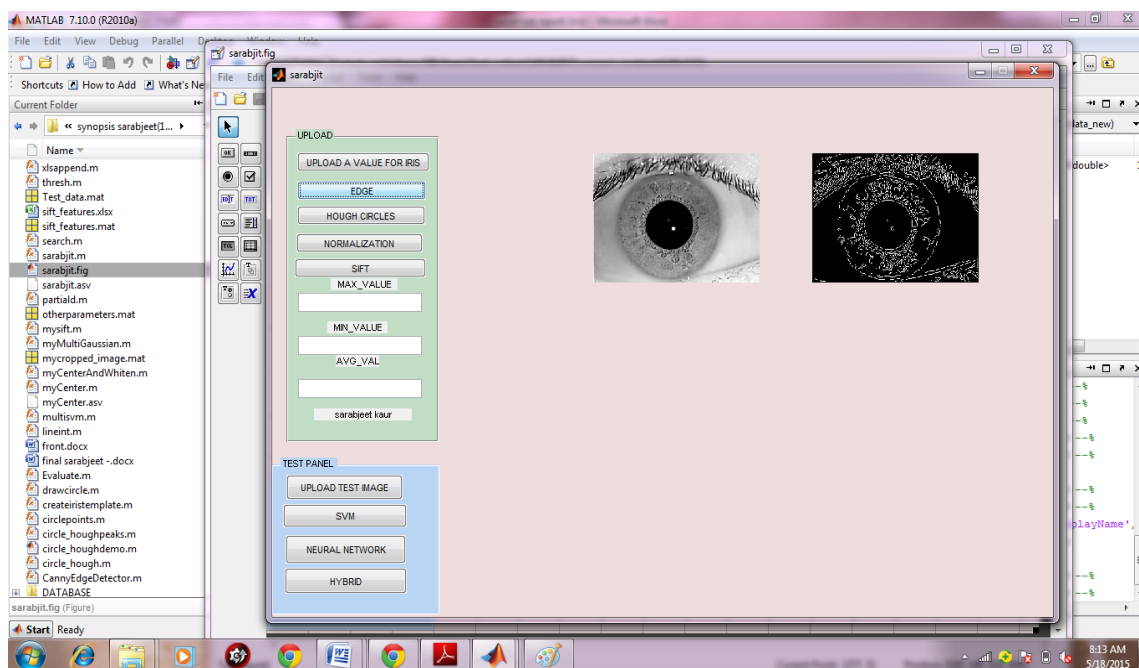 MATLAB 7.10.0 (R2010a)
File Edit View Debug Parallel Desktop Window Help
Shortcuts How to Add What's Ne
Current Folder
« synopsis sarabjeet(1...
Name
xlsappend.m
thresh.m
Test_data.mat
sift_features.xlsx
sift_features.mat
search.m
sarabjit.m
sarabjit.fig
sarabjit.asv
partiald.m
otherparameters.mat
mysift.m
myMultiGaussian.m
mycropped_image.mat
myCenterAndWhiten.m
myCenter.m
myCenter.asv
multisvm.m
lineint.m
front.docx
final sarabjeet -.docx
Evaluate.m
drawcircle.m
createiristemplate.m
circlepoints.m
circle_houghpeaks.m
circle_houghdemo.m
circle_hough.m
CannyEdgeDetector.m
DATABASE
sarabjit.fig (Figure)
Start Ready
sarabjit.fig
File Edit
sarabjit
UPLOAD
UPLOAD A VALUE FOR IRIS
EDGE
HOUGH CIRCLES
NORMALIZATION
SIFT
MAX_VALUE
MIN_VALUE
AVG_VAL
sarabjeet kaur
TEST PANEL
UPLOAD TEST IMAGE
SVM
NEURAL NETWORK
HYBRID
data_new)
double>
--%
--%
--%
--%
--%
--%
playName',
--%
--%
8:13 AM
5/18/2015